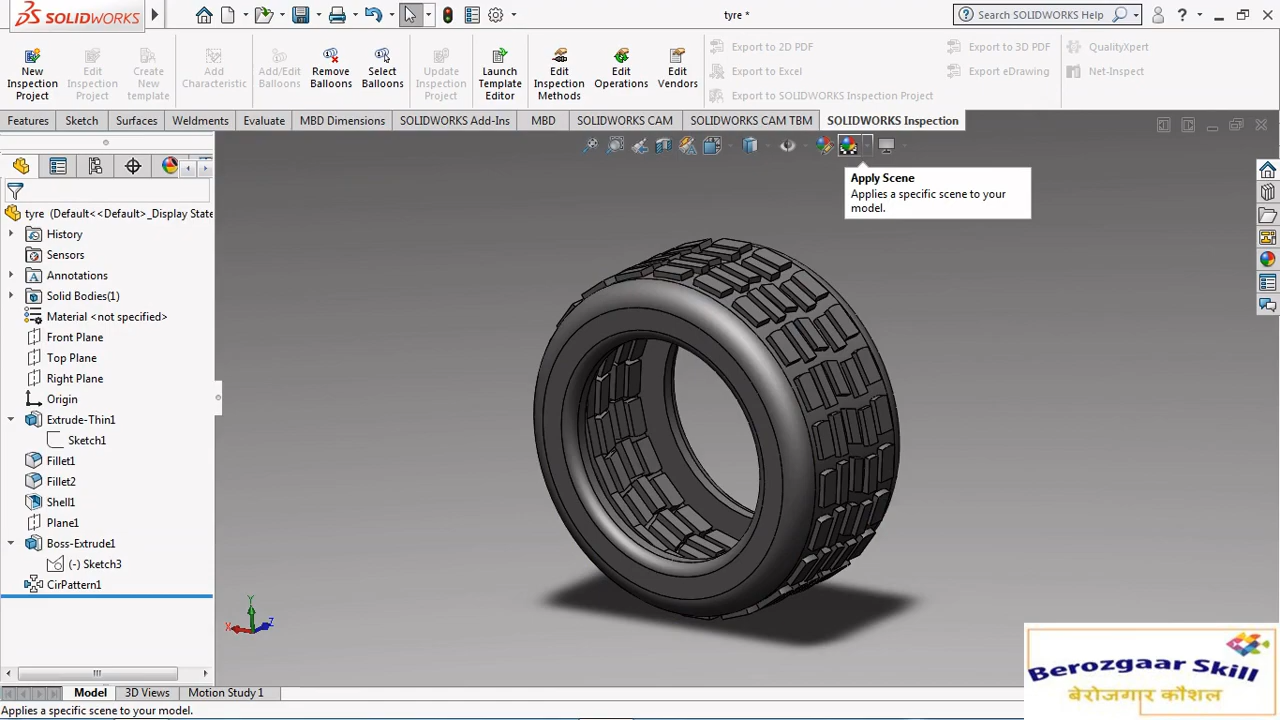 SOLIDWORKS
tyre *
Search SOLIDWORKS Help
New Inspection Project
Edit Inspection Project
Create New template
Add Characteristic
Add/Edit Balloons
Remove Balloons
Select Balloons
Update Inspection Project
Launch Template Editor
Edit Inspection Methods
Edit Operations
Edit Vendors
Export to 2D PDF
Export to Excel
Export to SOLIDWORKS Inspection Project
Export to 3D PDF
Export eDrawing
QualityXpert
Net-Inspect
Features
Sketch
Surfaces
Weldments
Evaluate
MBD Dimensions
SOLIDWORKS Add-Ins
MBD
SOLIDWORKS CAM
SOLIDWORKS CAM TBM
SOLIDWORKS Inspection
Apply Scene
Applies a specific scene to your
model.
tyre (Default<<Default>_Display State
History
Sensors
Annotations
Solid Bodies(1)
Material <not specified>
Front Plane
Top Plane
Right Plane
Origin
Extrude-Thin1
Sketch1
Fillet1
Fillet2
Shell1
Plane1
Boss-Extrude1
(-) Sketch3
CirPattern1
Y
X
Z
Berozgaar Skill
बेरोजगार कौशल
Model
3D Views
Motion Study 1
Applies a specific scene to your model.